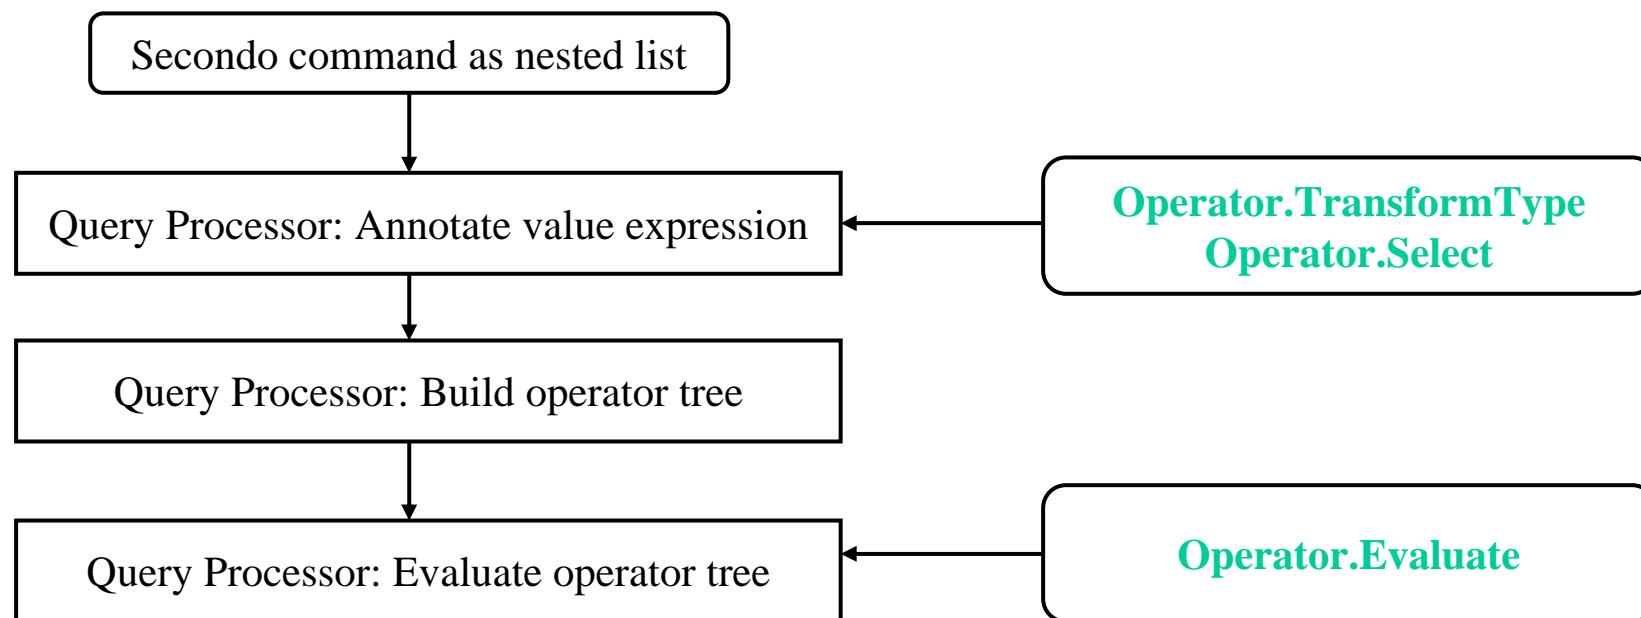 Secondo command as nested list
Query Processor: Annotate value expression
Operator.TransformType
Operator.Select
Query Processor: Build operator tree
Query Processor: Evaluate operator tree
Operator.Evaluate